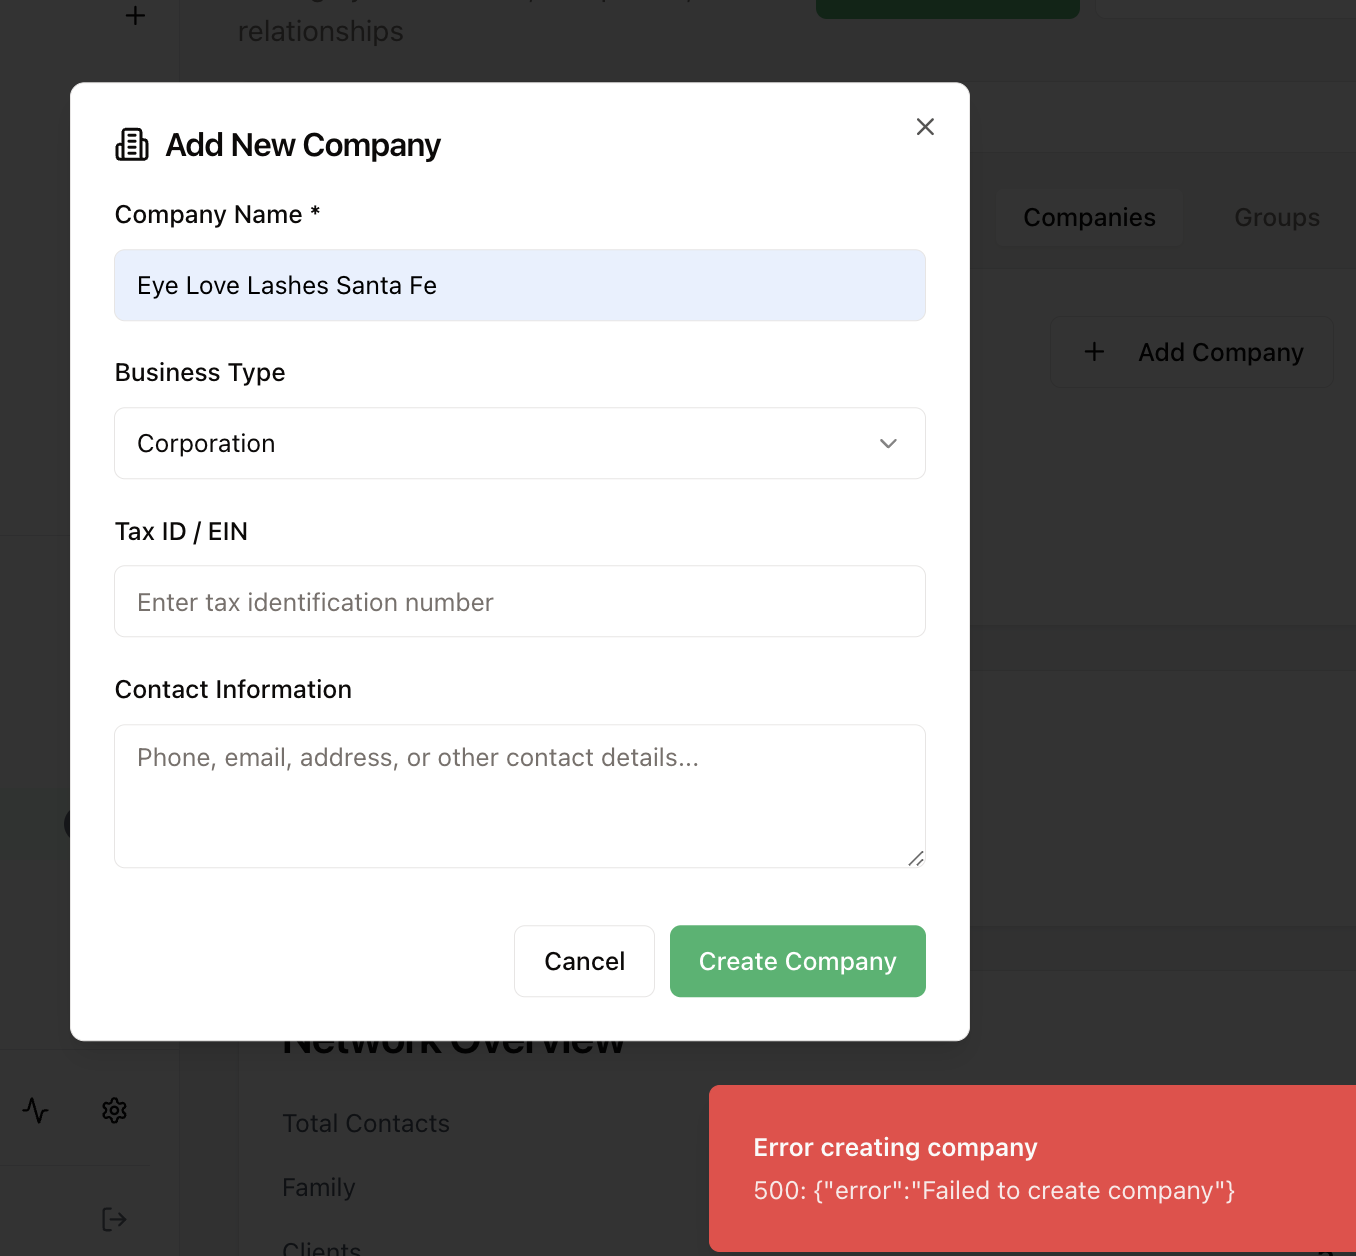 relationships
Add New Company
Company Name *
Eye Love Lashes Santa Fe
Companies
Groups
Business Type
Add Company
Corporation
Tax ID / EIN
Enter tax identification number
Contact Information
Phone, email, address, or other contact details...
Cancel
Create Company
Network Overview
Total Contacts
Error creating company
500: {"error":"Failed to create company"}
Family
Clients